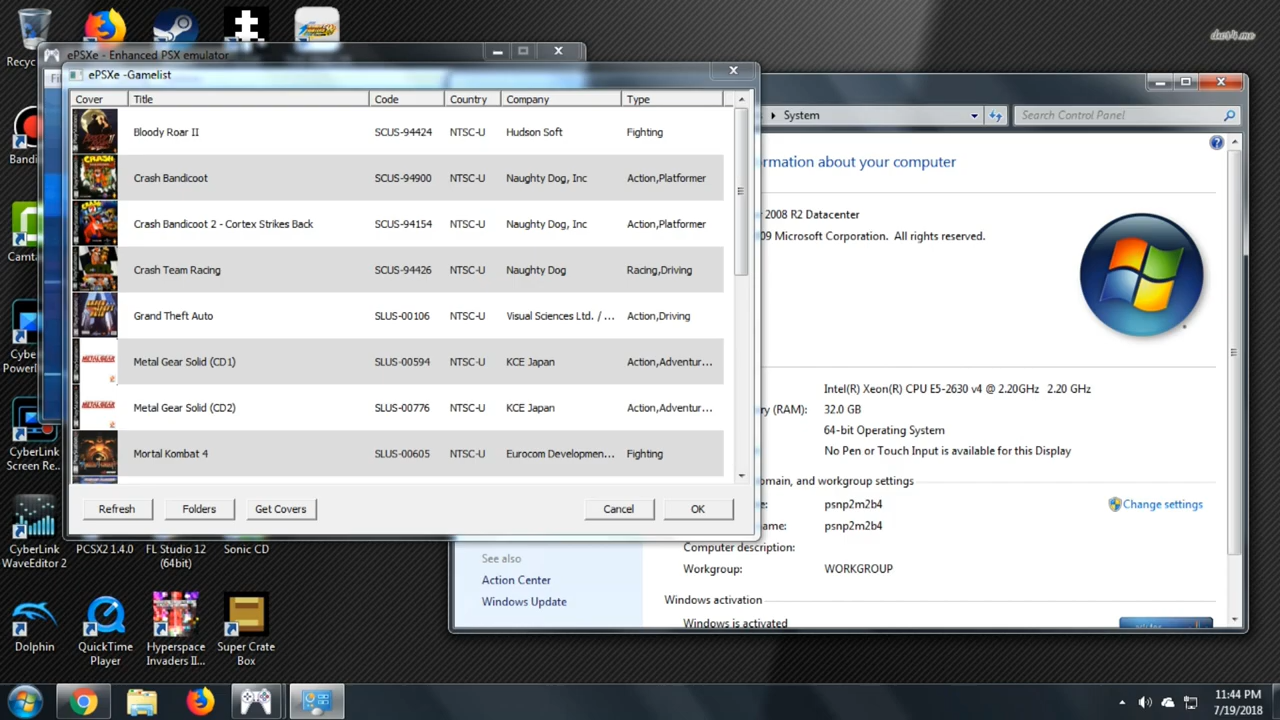 Recyc
ePSXe - Enhanced PSX emulator
Fi
ePSXe -Gamelist
Cover Title Code Country Company Type
Bloody Roar II SCUS-94424 NTSC-U Hudson Soft Fighting
Crash Bandicoot SCUS-94900 NTSC-U Naughty Dog, Inc Action,Platformer
Crash Bandicoot 2 - Cortex Strikes Back SCUS-94154 NTSC-U Naughty Dog, Inc Action,Platformer
Crash Team Racing SCUS-94426 NTSC-U Naughty Dog Racing,Driving
Grand Theft Auto SLUS-00106 NTSC-U Visual Sciences Ltd. / ... Action,Driving
Metal Gear Solid (CD1) SLUS-00594 NTSC-U KCE Japan Action,Adventur...
Metal Gear Solid (CD2) SLUS-00776 NTSC-U KCE Japan Action,Adventur...
Mortal Kombat 4 SLUS-00605 NTSC-U Eurocom Developmen... Fighting
Refresh Folders Get Covers Cancel OK
System
Search Control Panel
rmation about your computer
2008 R2 Datacenter
09 Microsoft Corporation. All rights reserved.
Intel(R) Xeon(R) CPU E5-2630 v4 @ 2.20GHz 2.20 GHz
ry (RAM): 32.0 GB
64-bit Operating System
No Pen or Touch Input is available for this Display
omain, and workgroup settings
e: psnp2m2b4
Change settings
name: psnp2m2b4
Computer description:
Workgroup: WORKGROUP
Windows activation
Windows is activated
See also
Action Center
Windows Update
Bandi
Camta
Cybe
PowerI
CyberLink
Screen Re...
CyberLink
WaveEditor 2
PCSX2 1.4.0
FL Studio 12
(64bit)
Sonic CD
Dolphin
QuickTime
Player
Hyperspace
Invaders II...
Super Crate
Box
11:44 PM
7/19/2018